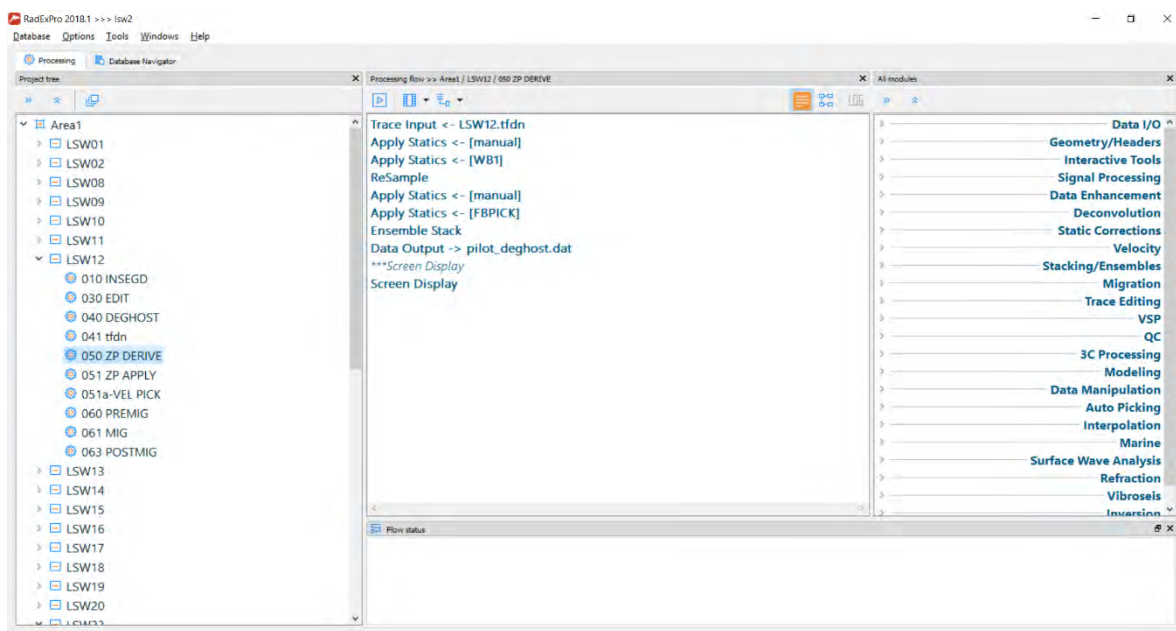 RadExPro 2018.1 >>> lsw2
Database Options Tools Windows Help
Processing Database Navigator
Project tree
Area1
LSW01
LSW02
LSW08
LSW09
LSW10
LSW11
LSW12
010 INSEGD
030 EDIT
040 DEGHOST
041 tfdn
050 ZP DERIVE
051 ZP APPLY
051a-VEL PICK
060 PREMIG
061 MIG
063 POSTMIG
LSW13
LSW14
LSW15
LSW16
LSW17
LSW18
LSW19
LSW20
Processing flow >> Area1 / LSW12 / 050 ZP DERIVE
LOG
Trace Input <- LSW12.tfdn
Apply Statics <- [manual]
Apply Statics <- [WB1]
ReSample
Apply Statics <- [manual]
Apply Statics <- [FBPICK]
Ensemble Stack
Data Output -> pilot_deghost.dat
***Screen Display
Screen Display
Flow status
All modules
Data I/O
Geometry/Headers
Interactive Tools
Signal Processing
Data Enhancement
Deconvolution
Static Corrections
Velocity
Stacking/Ensembles
Migration
Trace Editing
VSP
QC
3C Processing
Modeling
Data Manipulation
Auto Picking
Interpolation
Marine
Surface Wave Analysis
Refraction
Vibroseis
Inversion